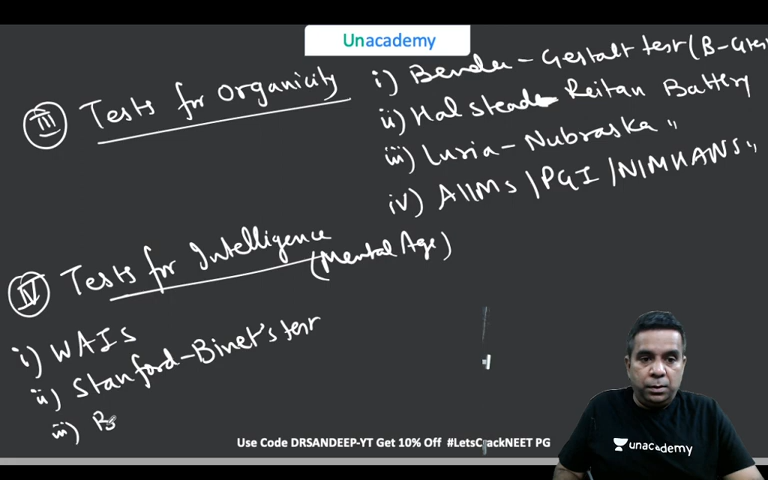 Unacademy
III Tests for Organicity
i) Bender - Gestalt test (B-Gtest
ii) Halstead Reitan Battery
iii) Luria - Nubraska "
iv) AIIMs / PGI / NIMHANS "
IV Tests for Intelligence
(Mental Age)
i) WAIS
ii) Stanford-Binet's test
iii) B
unacademy
Use Code DRSANDEEP-YT Get 10% Off #LetsCrackNEET PG